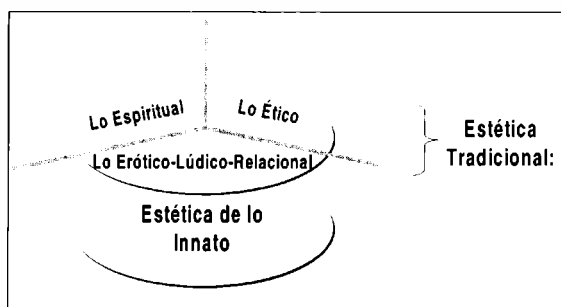 Lo Espiritual
Lo Ético
Lo Erótico-Lúdico-Relacional
Estética de lo
Innato
Estética
Tradicional: